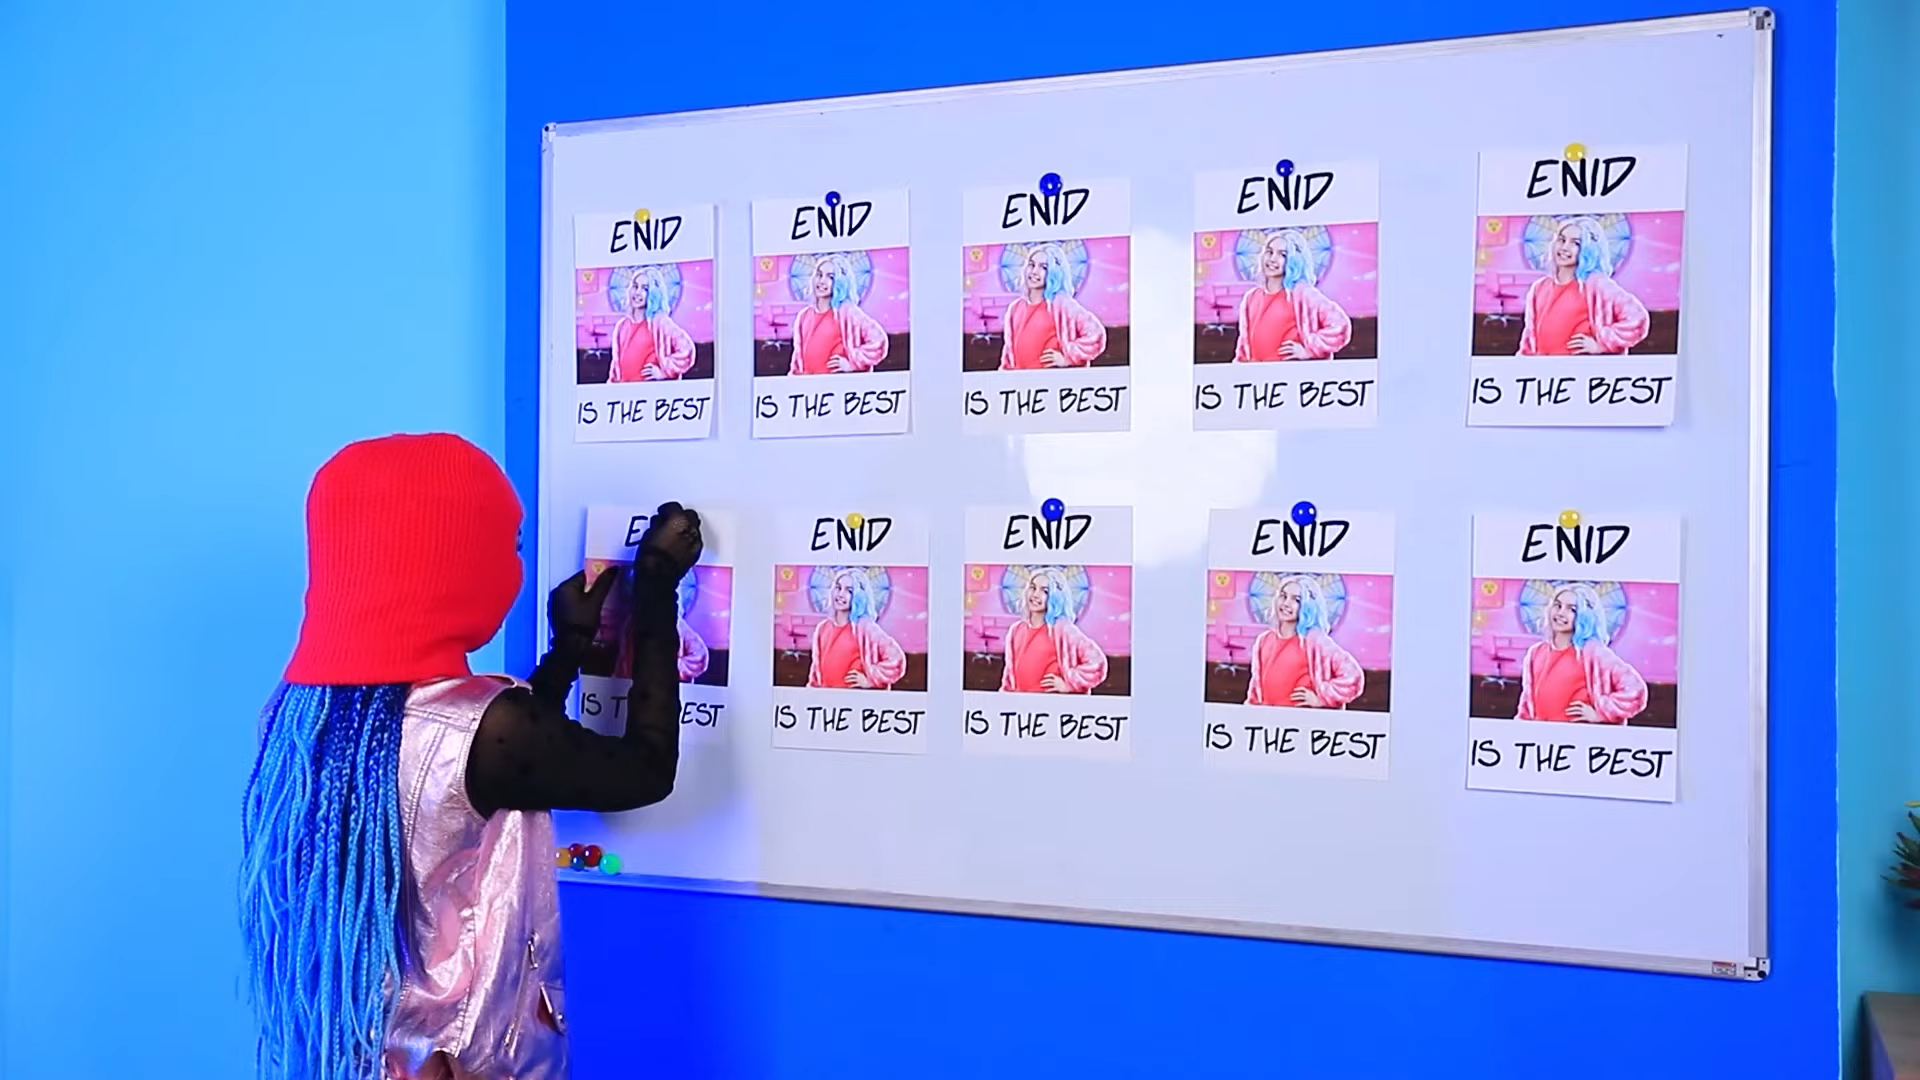 ENID
IS THE BEST
ENID
IS THE BEST
ENID
IS THE BEST
ENID
IS THE BEST
ENID
IS THE BEST
E
IS T EST
ENID
IS THE BEST
ENID
IS THE BEST
ENID
IS THE BEST
ENID
IS THE BEST